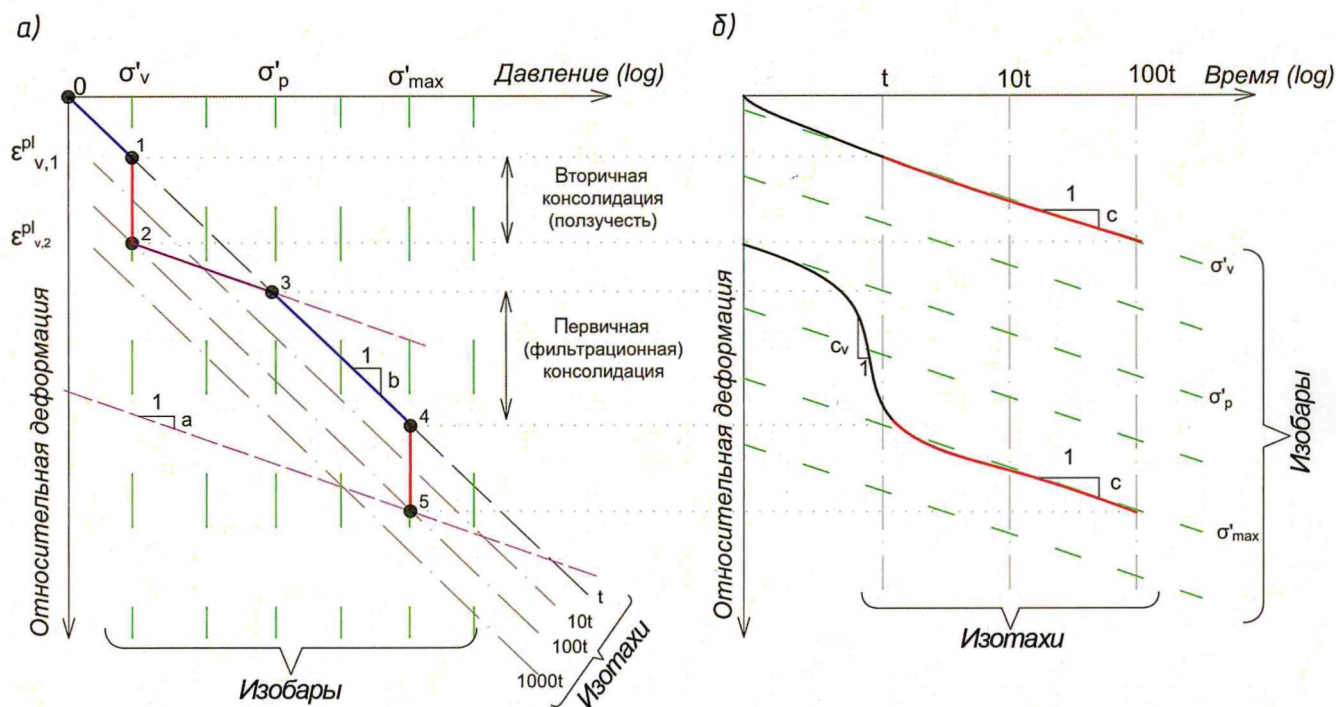 а)
0
σ'v
σ'p
σ'max
Давление (log)
ε^pl v,1
ε^pl v,2
1
2
3
4
5
Вторичная
консолидация
(ползучесть)
Первичная
(фильтрационная)
консолидация
1
b
1
a
Относительная деформация
t
10t
100t
1000t
Изотахи
Изобары
б)
t
10t
100t
Время (log)
1
c
cv
1
1
c
σ'v
σ'p
σ'max
Изобары
Относительная деформация
Изотахи